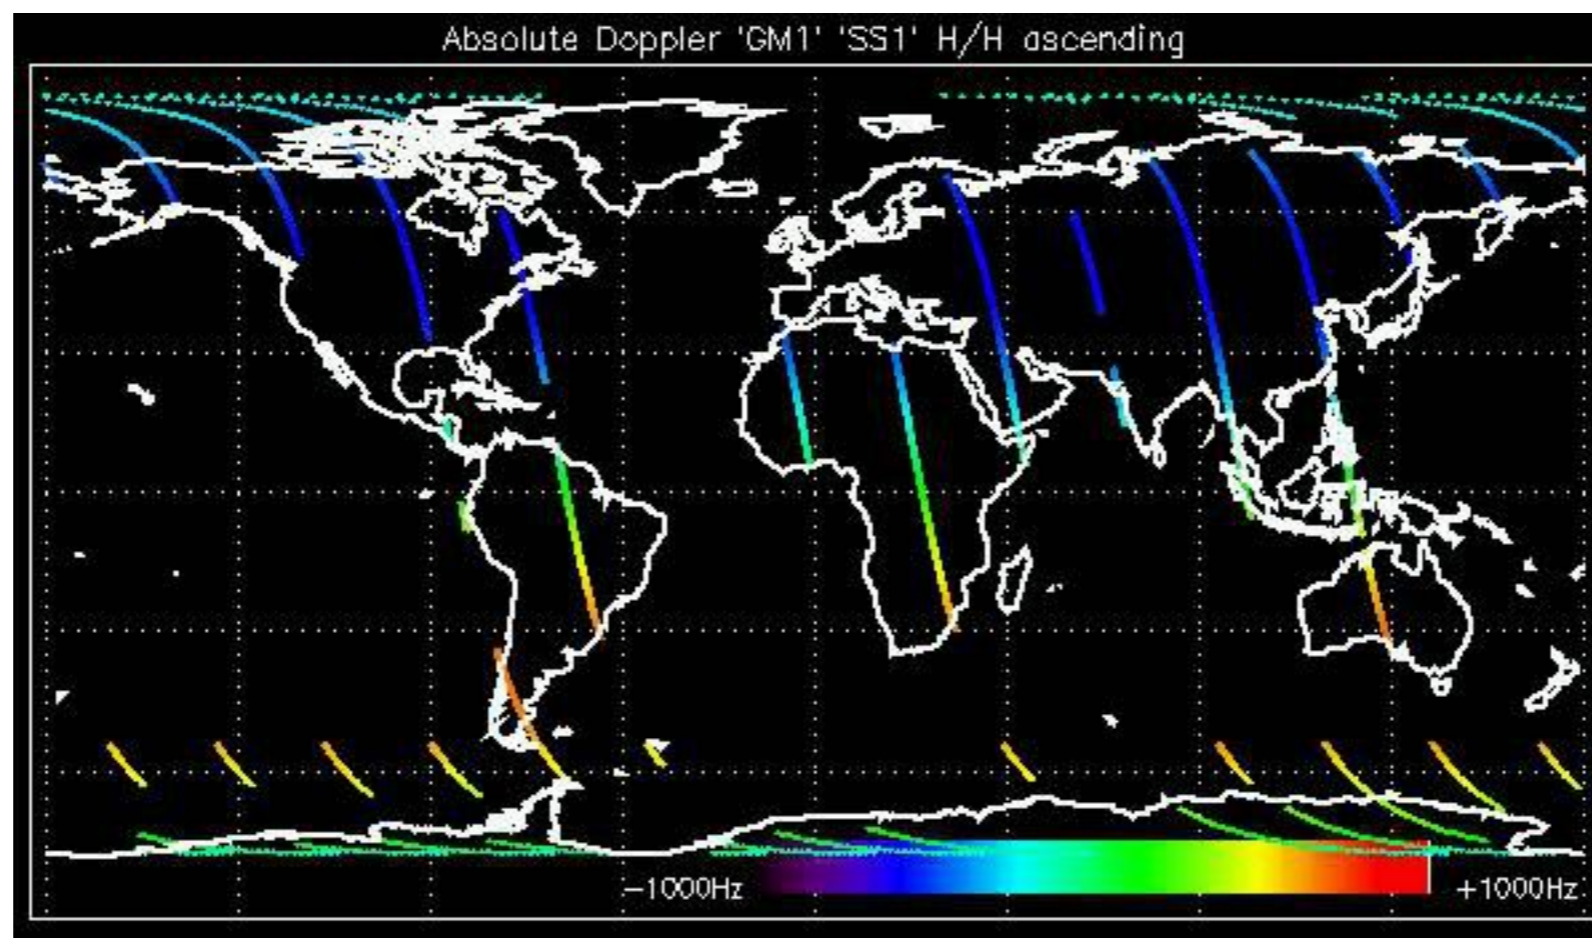 Absolute Doppler 'GM1' 'SS1' H/H ascending
−1000Hz
+1000Hz